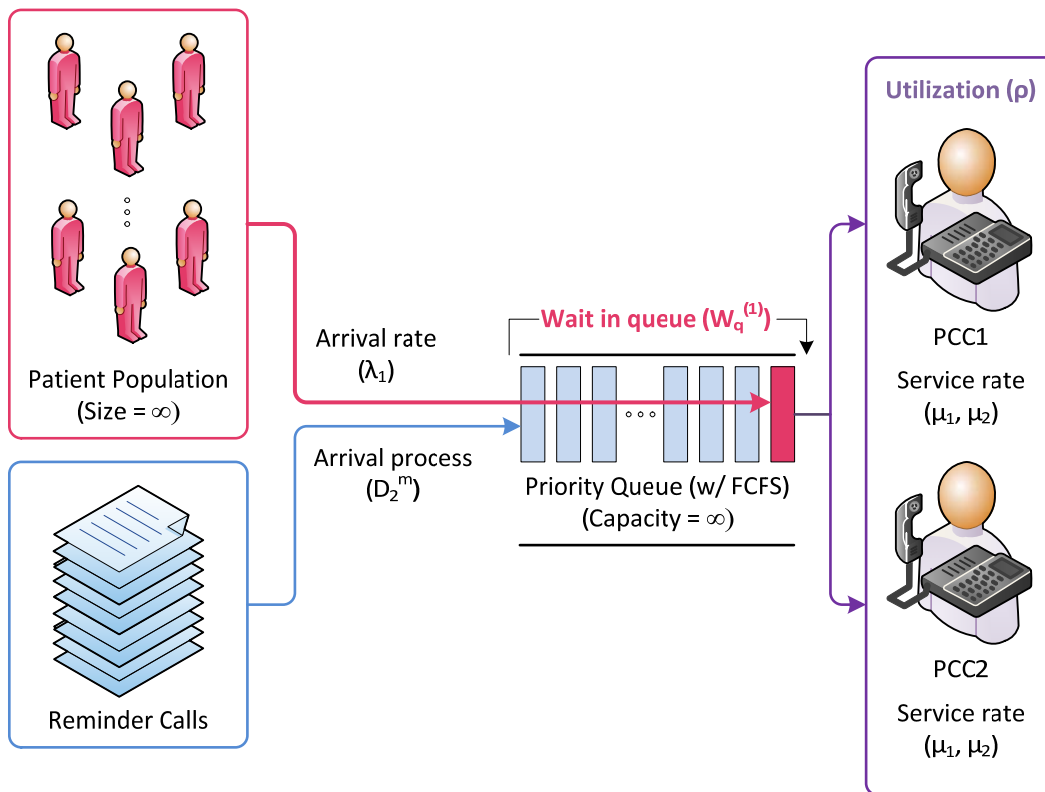 Patient Population
(Size = ∞)
Reminder Calls
Arrival rate
(λ₁)
Arrival process
(D₂ᵐ)
Wait in queue (W_q⁽¹⁾)
Priority Queue (w/ FCFS)
(Capacity = ∞)
Utilization (ρ)
PCC1
Service rate
(μ₁, μ₂)
PCC2
Service rate
(μ₁, μ₂)